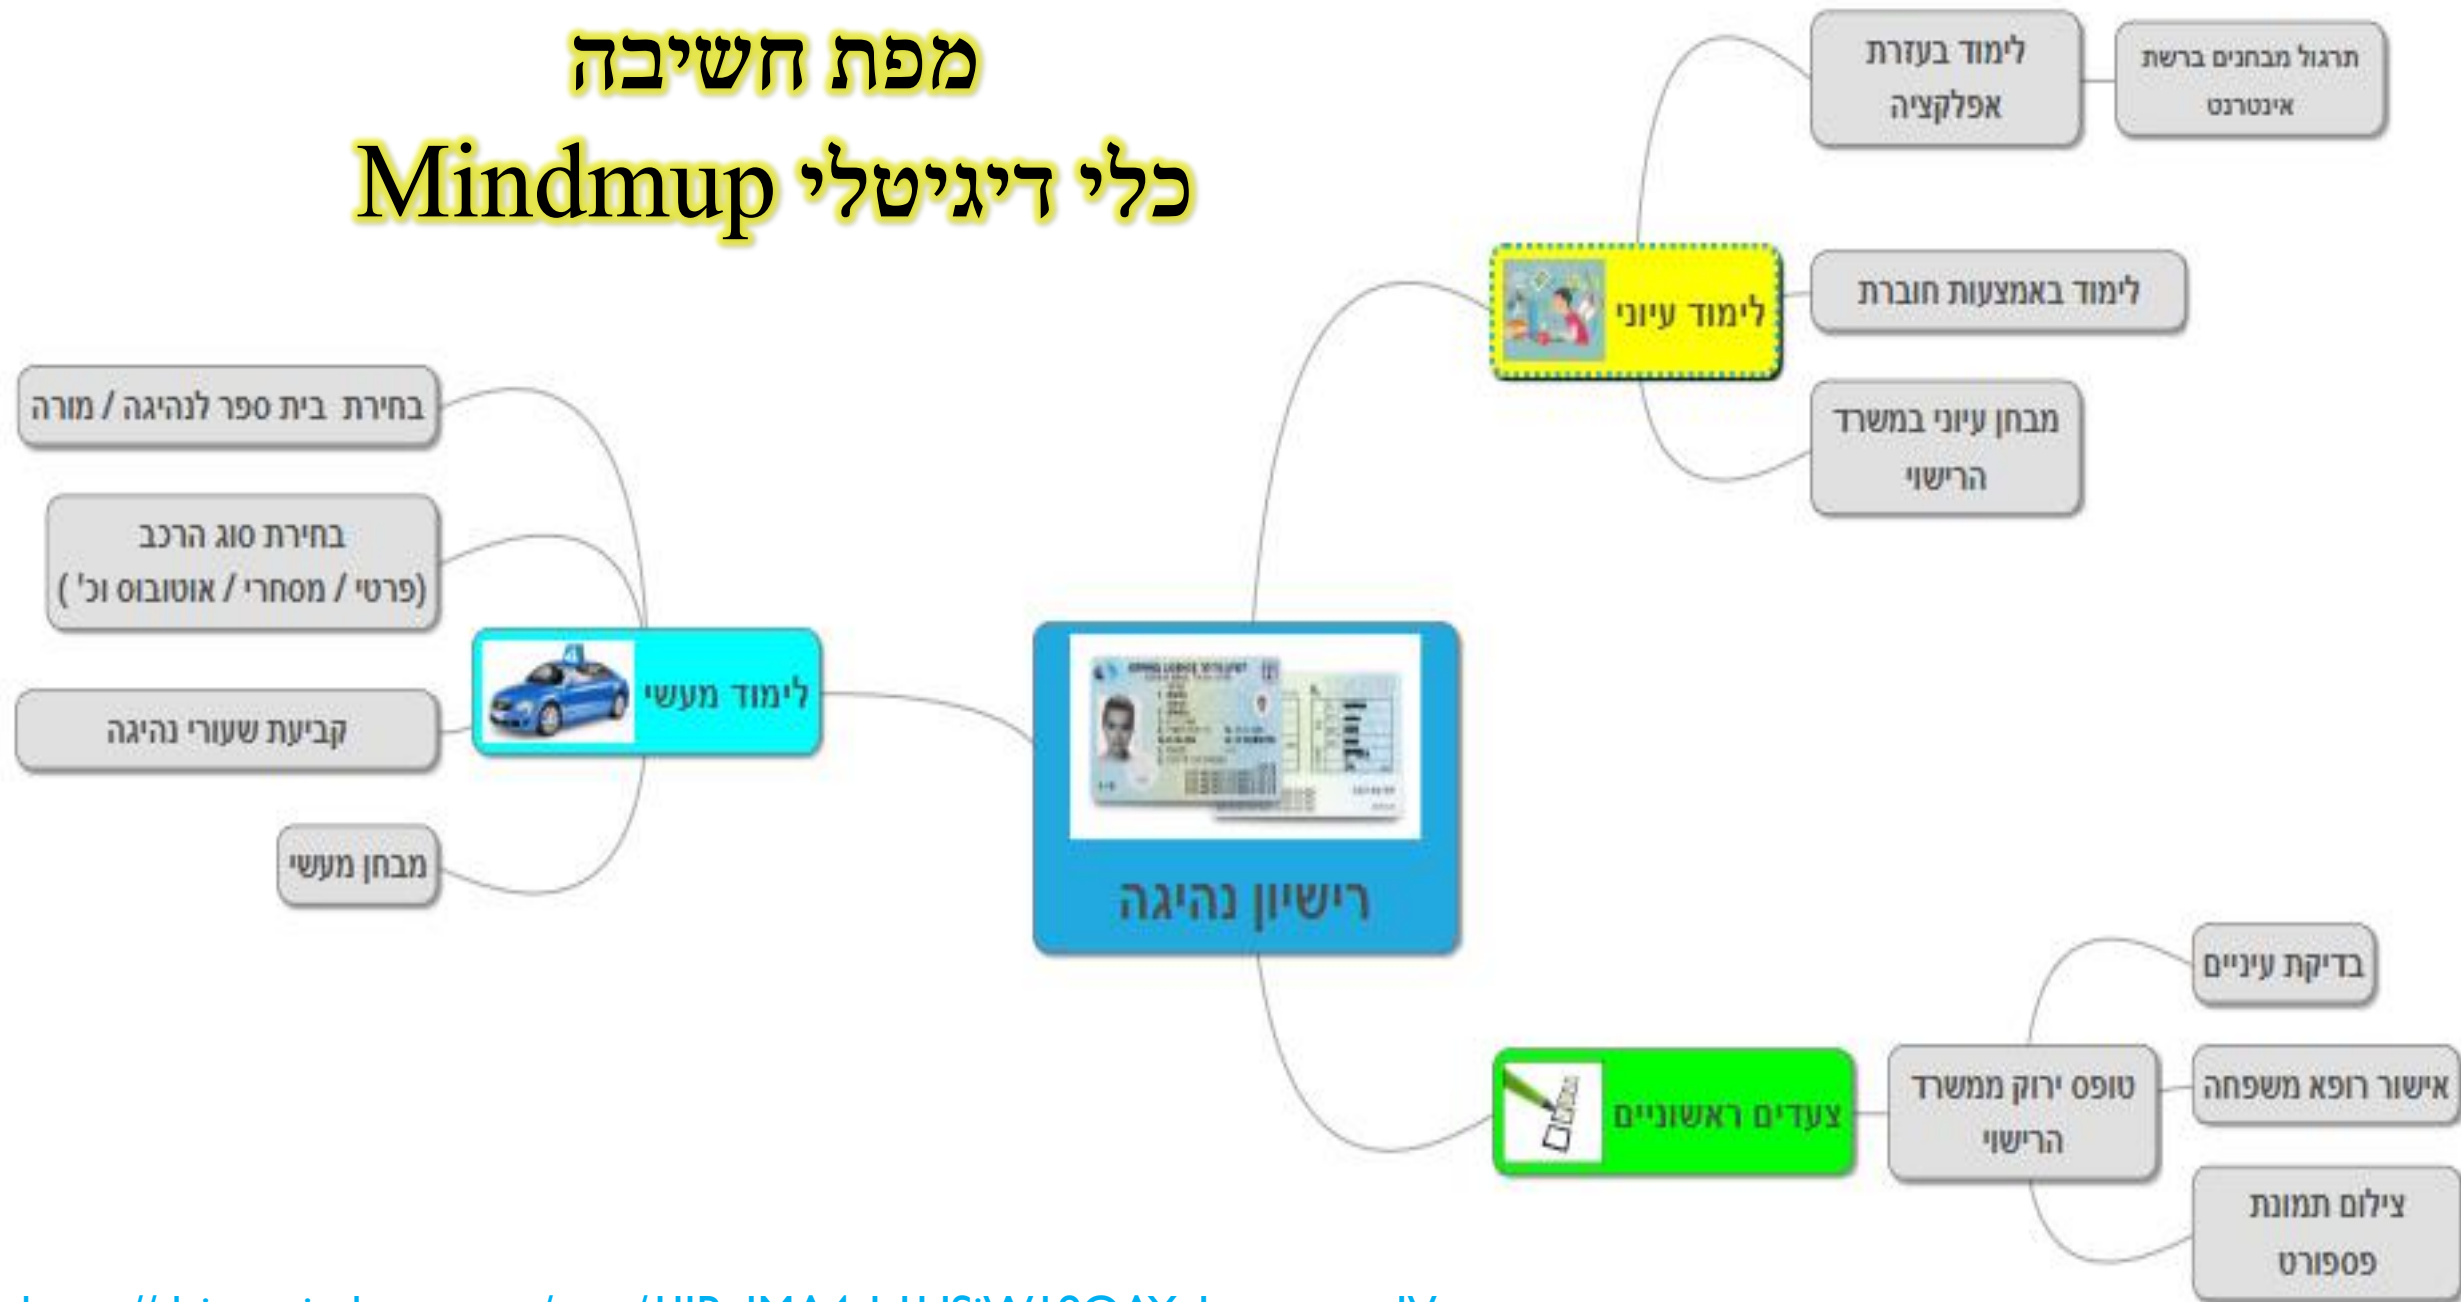 מפת חשיבה
כלי דיגיטלי Mindmup
לימוד בעזרת
אפלקציה
תרגול מבחנים ברשת
אינטרנט
לימוד עיוני
לימוד באמצעות חוברת
מבחן עיוני במשרד
הרישוי
רישיון נהיגה
לימוד מעשי
בחירת בית ספר לנהיגה / מורה
בחירת סוג הרכב
(פרטי / מסחרי / אוטובוס וכ' )
קביעת שעורי נהיגה
מבחן מעשי
צעדים ראשוניים
טופס ירוק ממשרד
הרישוי
בדיקת עיניים
אישור רופא משפחה
צילום תמונת
פספורט